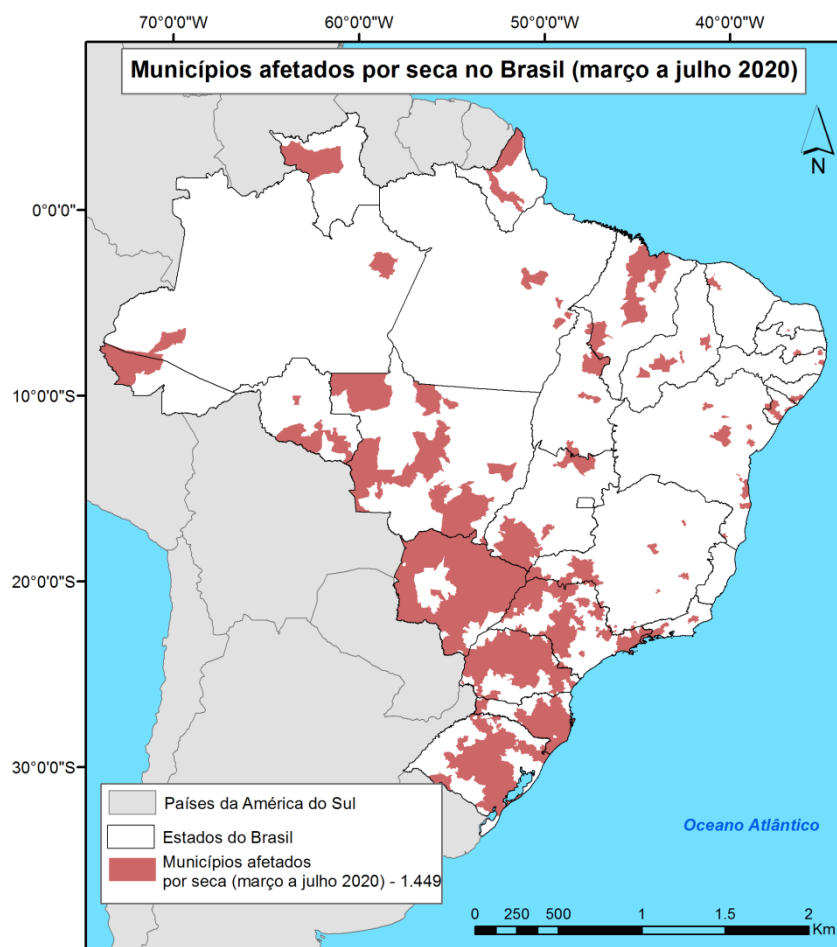 70°0'0"W 60°0'0"W 50°0'0"W 40°0'0"W
Municípios afetados por seca no Brasil (março a julho 2020)
N
0°0'0"
10°0'0"S
20°0'0"S
30°0'0"S
Países da América do Sul
Estados do Brasil
Municípios afetados
por seca (março a julho 2020) - 1.449
Oceano Atlântico
0 250 500 1 1.5 2
Km